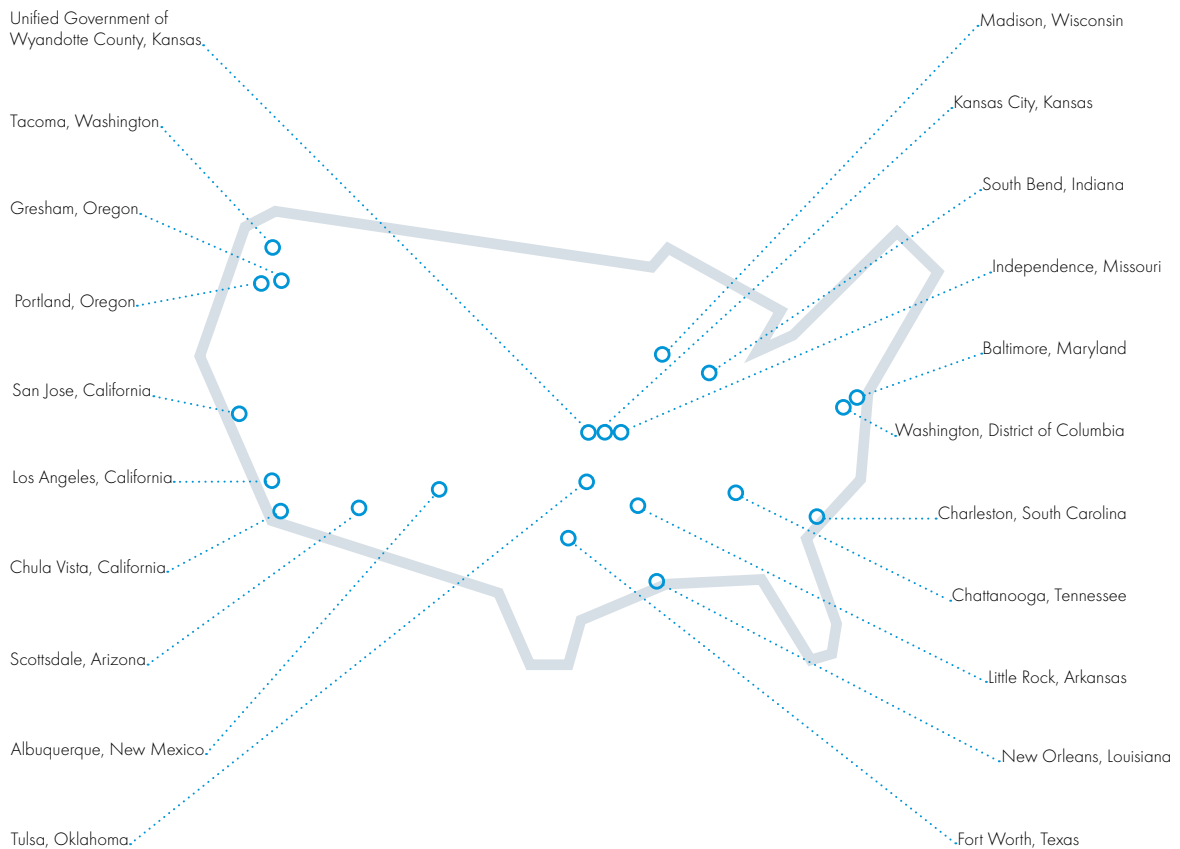 Unified Government of
Wyandotte County, Kansas
Tacoma, Washington
Gresham, Oregon
Portland, Oregon
San Jose, California
Los Angeles, California
Chula Vista, California
Scottsdale, Arizona
Albuquerque, New Mexico
Tulsa, Oklahoma
Madison, Wisconsin
Kansas City, Kansas
South Bend, Indiana
Independence, Missouri
Baltimore, Maryland
Washington, District of Columbia
Charleston, South Carolina
Chattanooga, Tennessee
Little Rock, Arkansas
New Orleans, Louisiana
Fort Worth, Texas